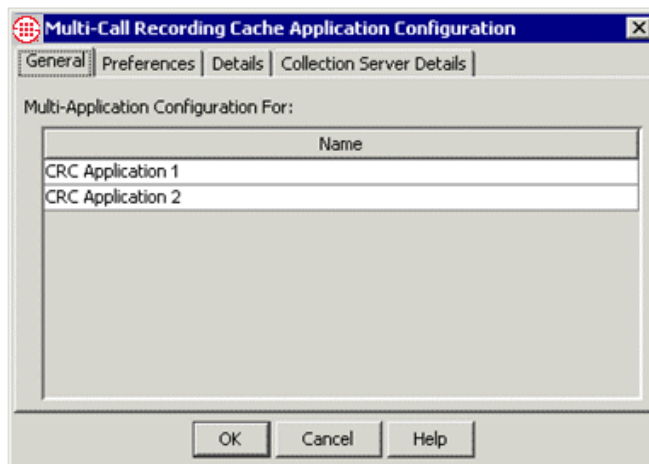 Multi-Call Recording Cache Application Configuration
General Preferences Details Collection Server Details
Multi-Application Configuration For:
Name
CRC Application 1
CRC Application 2
OK Cancel Help